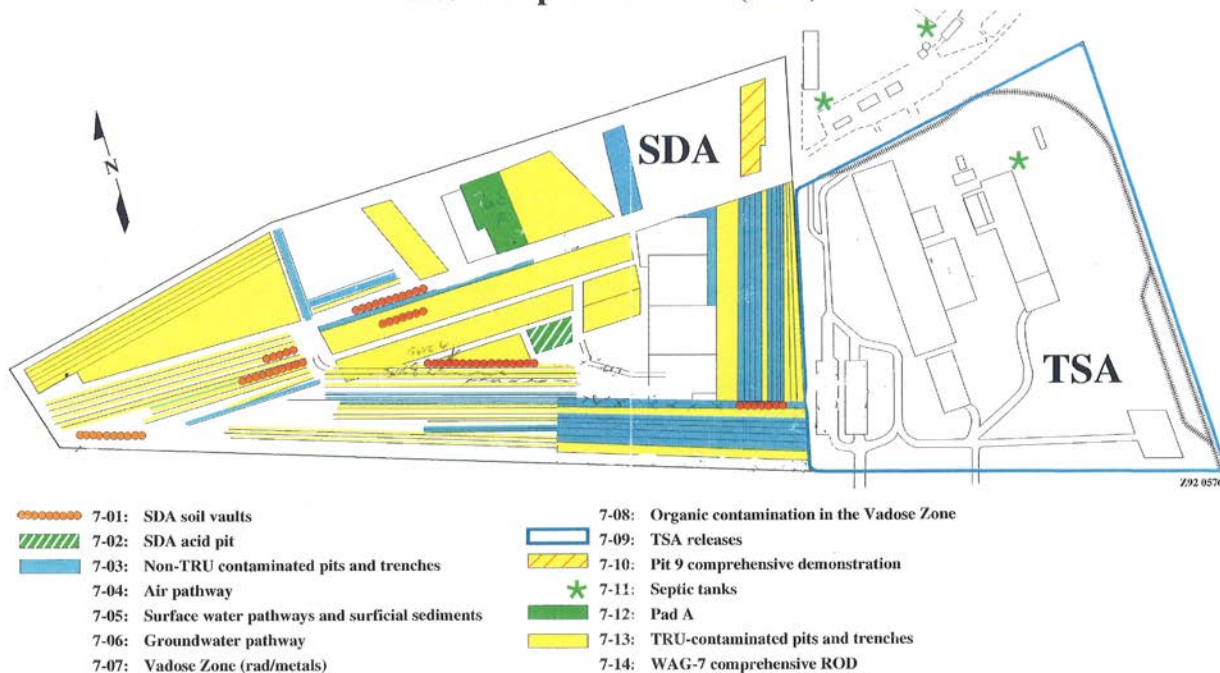 N
SDA
TSA
Z92 0576
7-01: SDA soil vaults
7-02: SDA acid pit
7-03: Non-TRU contaminated pits and trenches
7-04: Air pathway
7-05: Surface water pathways and surficial sediments
7-06: Groundwater pathway
7-07: Vadose Zone (rad/metals)
7-08: Organic contamination in the Vadose Zone
7-09: TSA releases
7-10: Pit 9 comprehensive demonstration
7-11: Septic tanks
7-12: Pad A
7-13: TRU-contaminated pits and trenches
7-14: WAG-7 comprehensive ROD